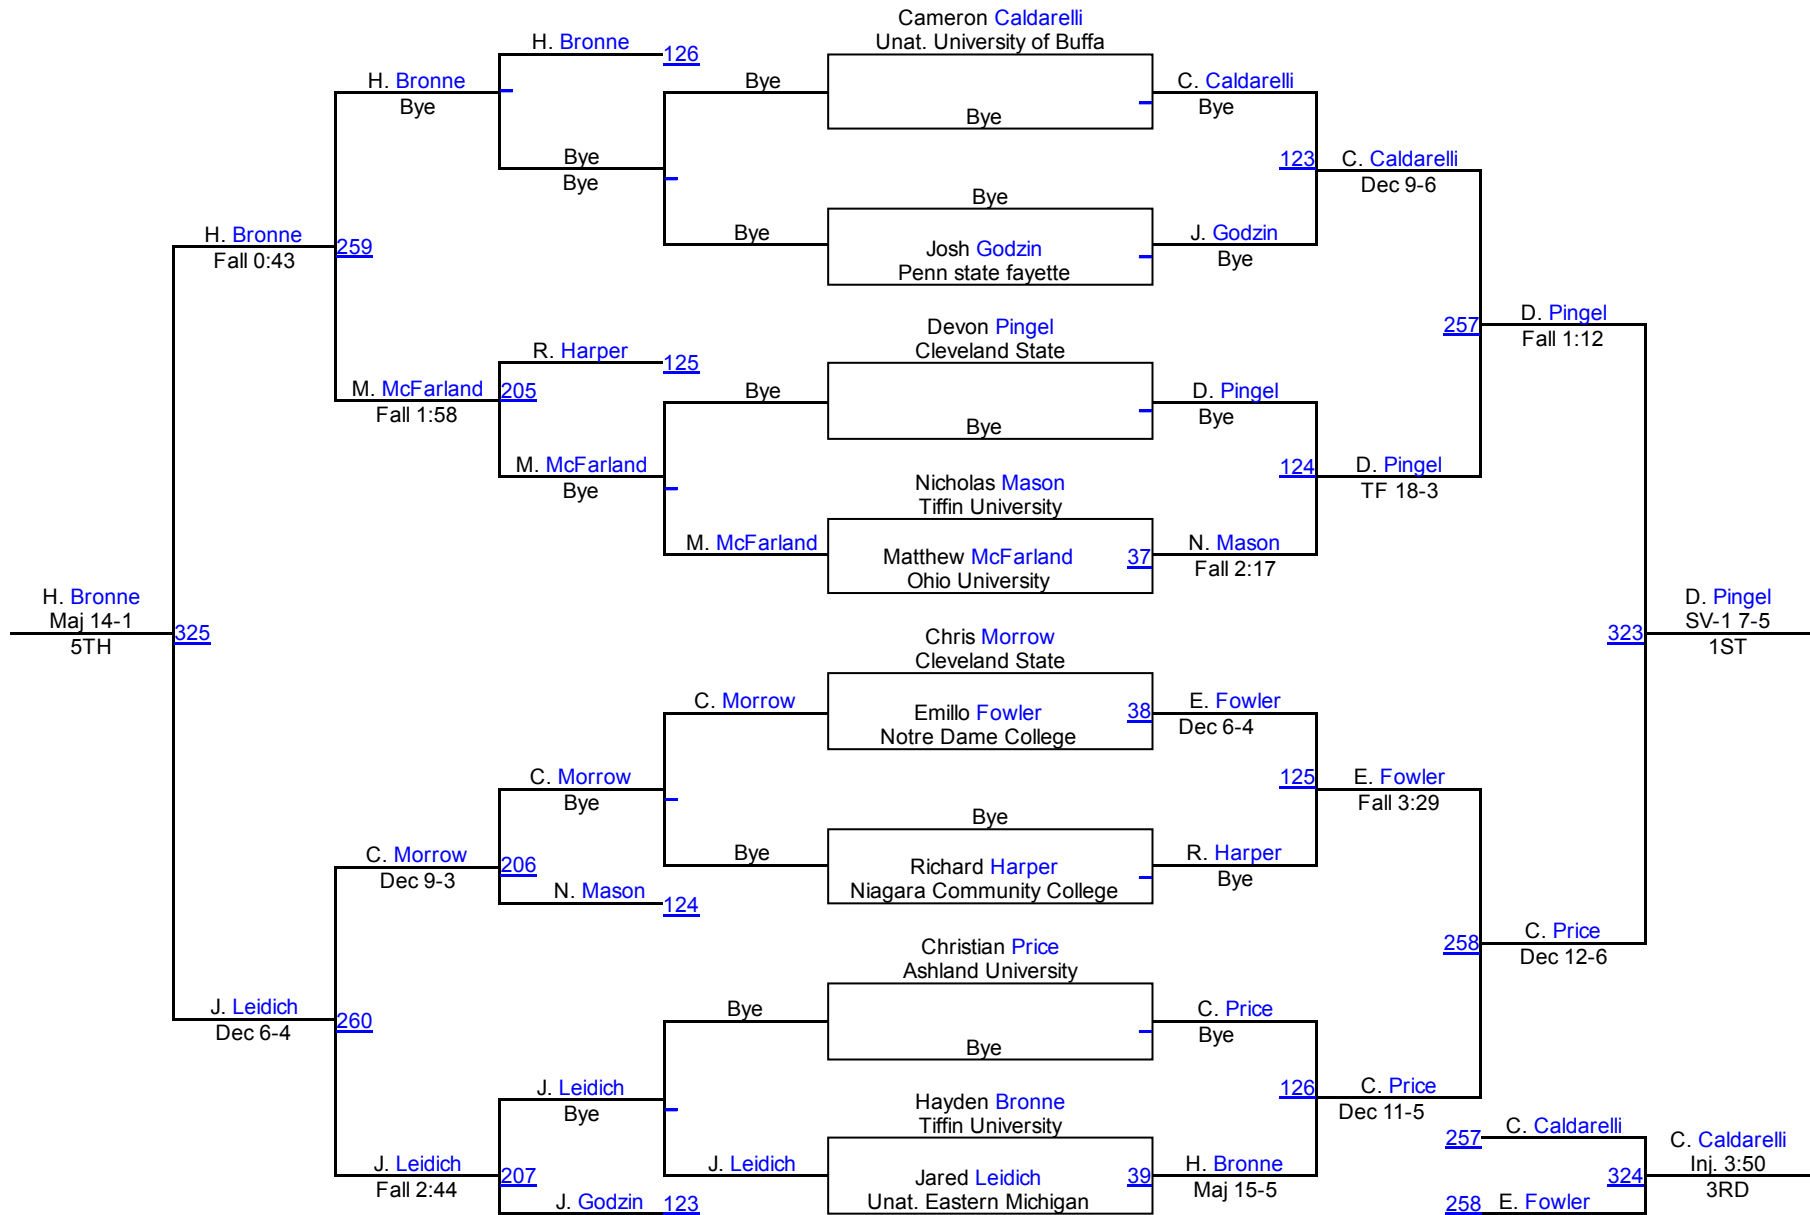 Cameron Caldarelli
Unat. University of Buffa
H. Bronne
126
H. Bronne
Bye
Bye
C. Caldarelli
Bye
Bye
Bye
Bye
123
C. Caldarelli
Dec 9-6
Bye
Bye
H. Bronne
Fall 0:43
259
Josh Godzin
Penn state fayette
J. Godzin
Bye
Devon Pingel
Cleveland State
257
D. Pingel
Fall 1:12
R. Harper
125
M. McFarland
Fall 1:58
205
Bye
D. Pingel
Bye
Bye
M. McFarland
Bye
124
D. Pingel
TF 18-3
Nicholas Mason
Tiffin University
M. McFarland
Matthew McFarland
Ohio University
37
N. Mason
Fall 2:17
H. Bronne
Maj 14-1
5TH
325
323
D. Pingel
SV-1 7-5
1ST
Chris Morrow
Cleveland State
C. Morrow
Emillo Fowler
Notre Dame College
38
E. Fowler
Dec 6-4
C. Morrow
Bye
125
E. Fowler
Fall 3:29
Bye
C. Morrow
Dec 9-3
206
Bye
Richard Harper
Niagara Community College
R. Harper
Bye
N. Mason
124
Christian Price
Ashland University
258
C. Price
Dec 12-6
J. Leidich
Dec 6-4
260
Bye
C. Price
Bye
Bye
J. Leidich
Bye
126
C. Price
Dec 11-5
Hayden Bronne
Tiffin University
J. Leidich
Fall 2:44
207
J. Leidich
Jared Leidich
Unat. Eastern Michigan
39
H. Bronne
Maj 15-5
J. Godzin
123
257
C. Caldarelli
324
C. Caldarelli
Inj. 3:50
3RD
258
E. Fowler